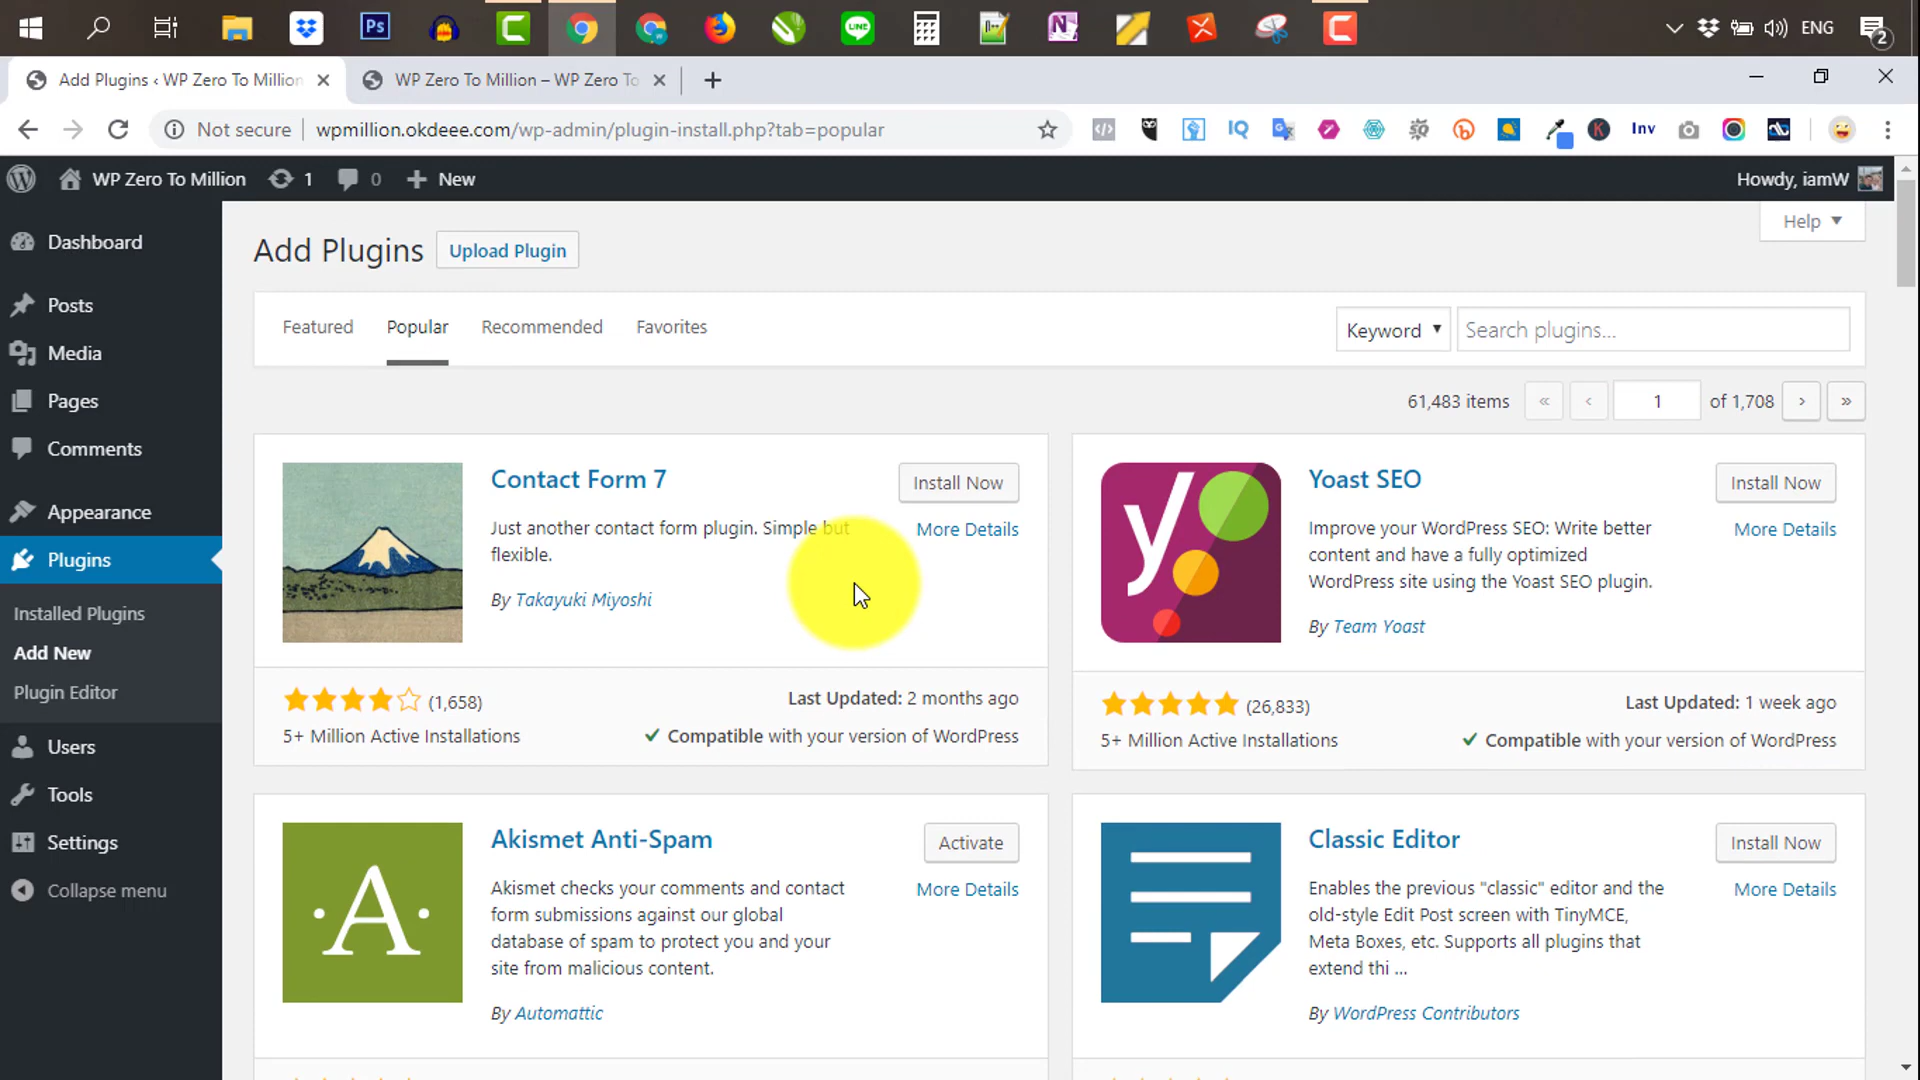 Ps
LINE
N
ENG
2
Add Plugins ‹ WP Zero To Million
WP Zero To Million – WP Zero To
Not secure
wpmillion.okdeee.com/wp-admin/plugin-install.php?tab=popular
IQ
Inv
WP Zero To Million
1
0
New
Howdy, iamW
Dashboard
Posts
Media
Pages
Comments
Appearance
Plugins
Installed Plugins
Add New
Plugin Editor
Users
Tools
Settings
Collapse menu
Help
Add Plugins
Upload Plugin
Featured
Popular
Recommended
Favorites
Keyword
Search plugins...
61,483 items
«
‹
1
of 1,708
›
»
Contact Form 7
Install Now
More Details
Just another contact form plugin. Simple but
flexible.
By Takayuki Miyoshi
(1,658)
Last Updated: 2 months ago
5+ Million Active Installations
Compatible with your version of WordPress
Yoast SEO
Install Now
More Details
Improve your WordPress SEO: Write better
content and have a fully optimized
WordPress site using the Yoast SEO plugin.
By Team Yoast
(26,833)
Last Updated: 1 week ago
5+ Million Active Installations
Compatible with your version of WordPress
Akismet Anti-Spam
Activate
More Details
Akismet checks your comments and contact
form submissions against our global
database of spam to protect you and your
site from malicious content.
By Automattic
·A·
Classic Editor
Install Now
More Details
Enables the previous "classic" editor and the
old-style Edit Post screen with TinyMCE,
Meta Boxes, etc. Supports all plugins that
extend thi ...
By WordPress Contributors